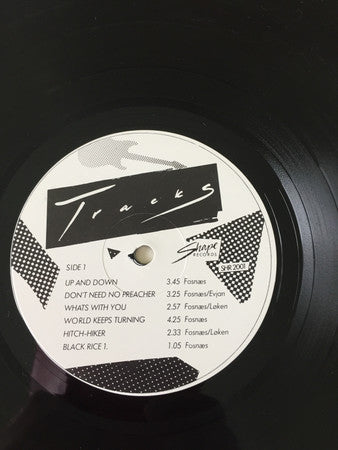 Tracks
Shape
RECORDS
SIDE 1
SHR 2001
UP AND DOWN 3.45 Fosnæs
DON'T NEED NO PREACHER 3.25 Fosnæs/Evjan
WHATS WITH YOU 2.57 Fosnæs/Løken
WORLD KEEPS TURNING 4.25 Fosnæs
HITCH-HIKER 2.33 Fosnæs/Løken
BLACK RICE 1. 1.05 Fosnæs